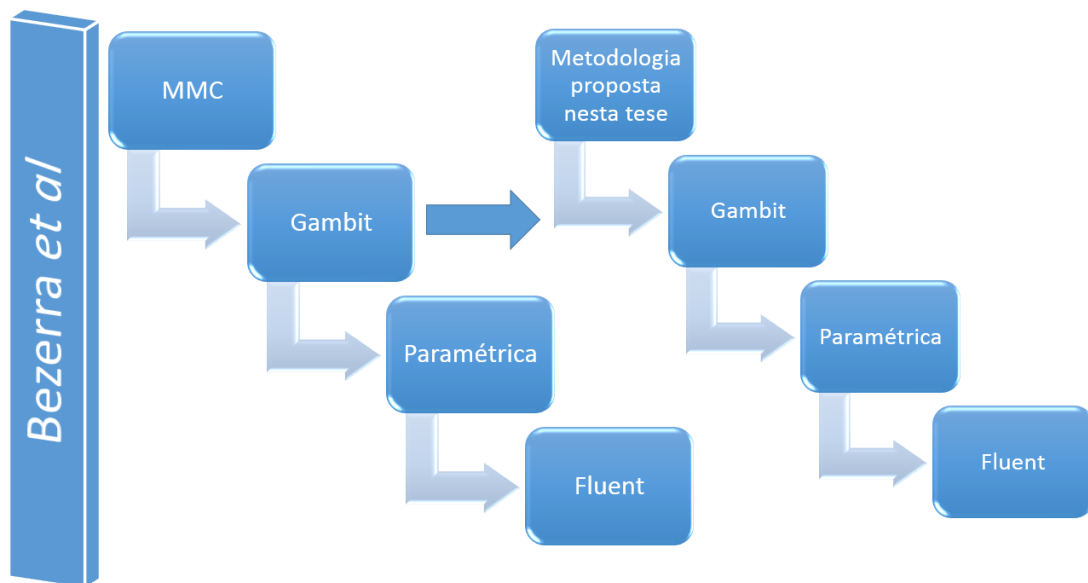 Bezerra et al
MMC
Gambit
Paramétrica
Fluent
Metodologia
proposta
nesta tese
Gambit
Paramétrica
Fluent